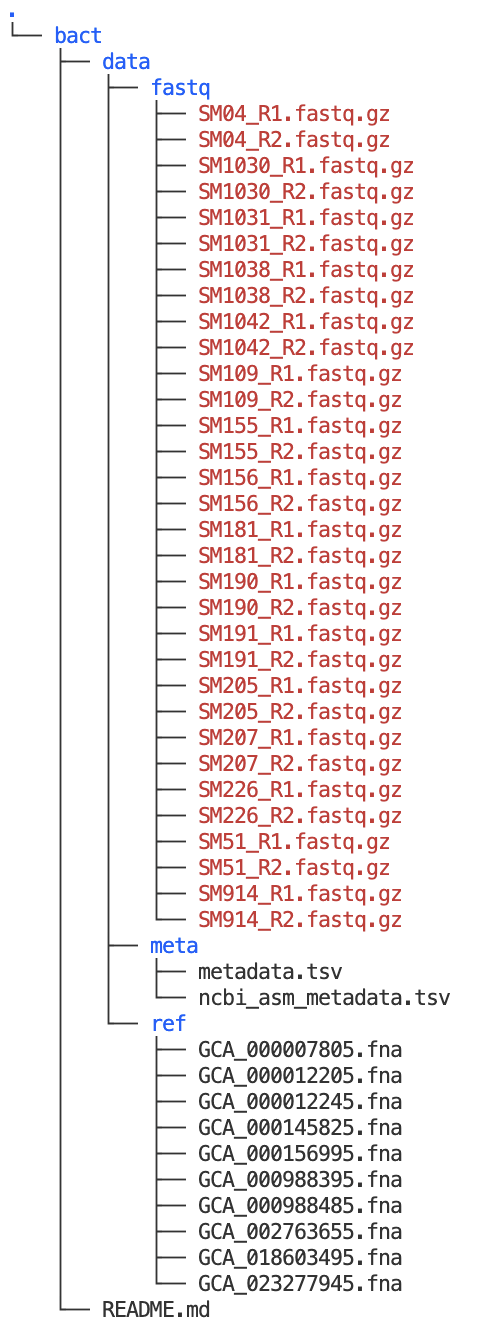 .
└── bact
    ├── data
    │   ├── fastq
    │   │   ├── SM04_R1.fastq.gz
    │   │   ├── SM04_R2.fastq.gz
    │   │   ├── SM1030_R1.fastq.gz
    │   │   ├── SM1030_R2.fastq.gz
    │   │   ├── SM1031_R1.fastq.gz
    │   │   ├── SM1031_R2.fastq.gz
    │   │   ├── SM1038_R1.fastq.gz
    │   │   ├── SM1038_R2.fastq.gz
    │   │   ├── SM1042_R1.fastq.gz
    │   │   ├── SM1042_R2.fastq.gz
    │   │   ├── SM109_R1.fastq.gz
    │   │   ├── SM109_R2.fastq.gz
    │   │   ├── SM155_R1.fastq.gz
    │   │   ├── SM155_R2.fastq.gz
    │   │   ├── SM156_R1.fastq.gz
    │   │   ├── SM156_R2.fastq.gz
    │   │   ├── SM181_R1.fastq.gz
    │   │   ├── SM181_R2.fastq.gz
    │   │   ├── SM190_R1.fastq.gz
    │   │   ├── SM190_R2.fastq.gz
    │   │   ├── SM191_R1.fastq.gz
    │   │   ├── SM191_R2.fastq.gz
    │   │   ├── SM205_R1.fastq.gz
    │   │   ├── SM205_R2.fastq.gz
    │   │   ├── SM207_R1.fastq.gz
    │   │   ├── SM207_R2.fastq.gz
    │   │   ├── SM226_R1.fastq.gz
    │   │   ├── SM226_R2.fastq.gz
    │   │   ├── SM51_R1.fastq.gz
    │   │   ├── SM51_R2.fastq.gz
    │   │   ├── SM914_R1.fastq.gz
    │   │   └── SM914_R2.fastq.gz
    │   ├── meta
    │   │   ├── metadata.tsv
    │   │   └── ncbi_asm_metadata.tsv
    │   └── ref
    │       ├── GCA_000007805.fna
    │       ├── GCA_000012205.fna
    │       ├── GCA_000012245.fna
    │       ├── GCA_000145825.fna
    │       ├── GCA_000156995.fna
    │       ├── GCA_000988395.fna
    │       ├── GCA_000988485.fna
    │       ├── GCA_002763655.fna
    │       ├── GCA_018603495.fna
    │       └── GCA_023277945.fna
    └── README.md